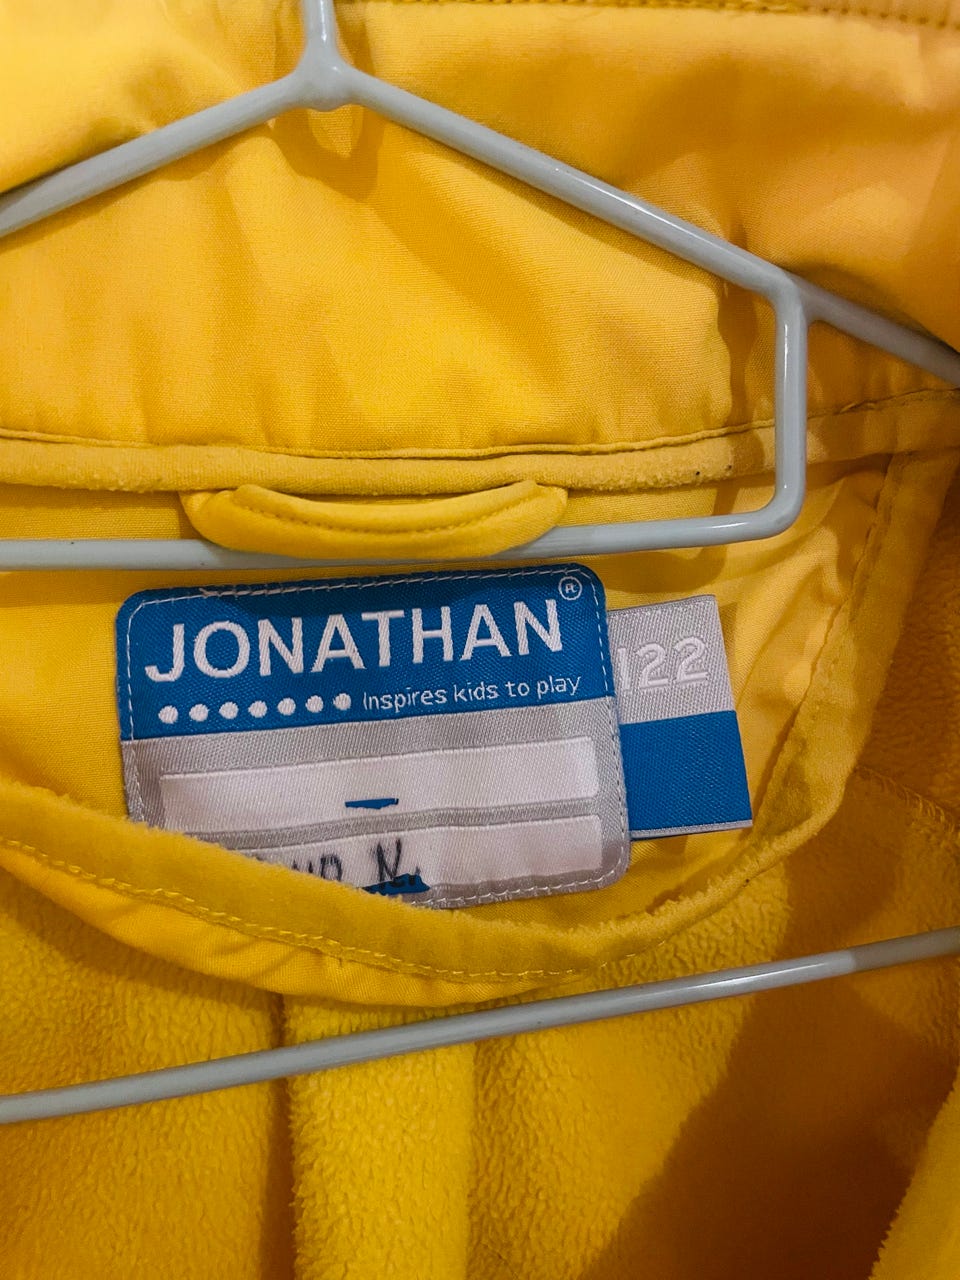 JONATHAN ®
Inspires kids to play
122
N.